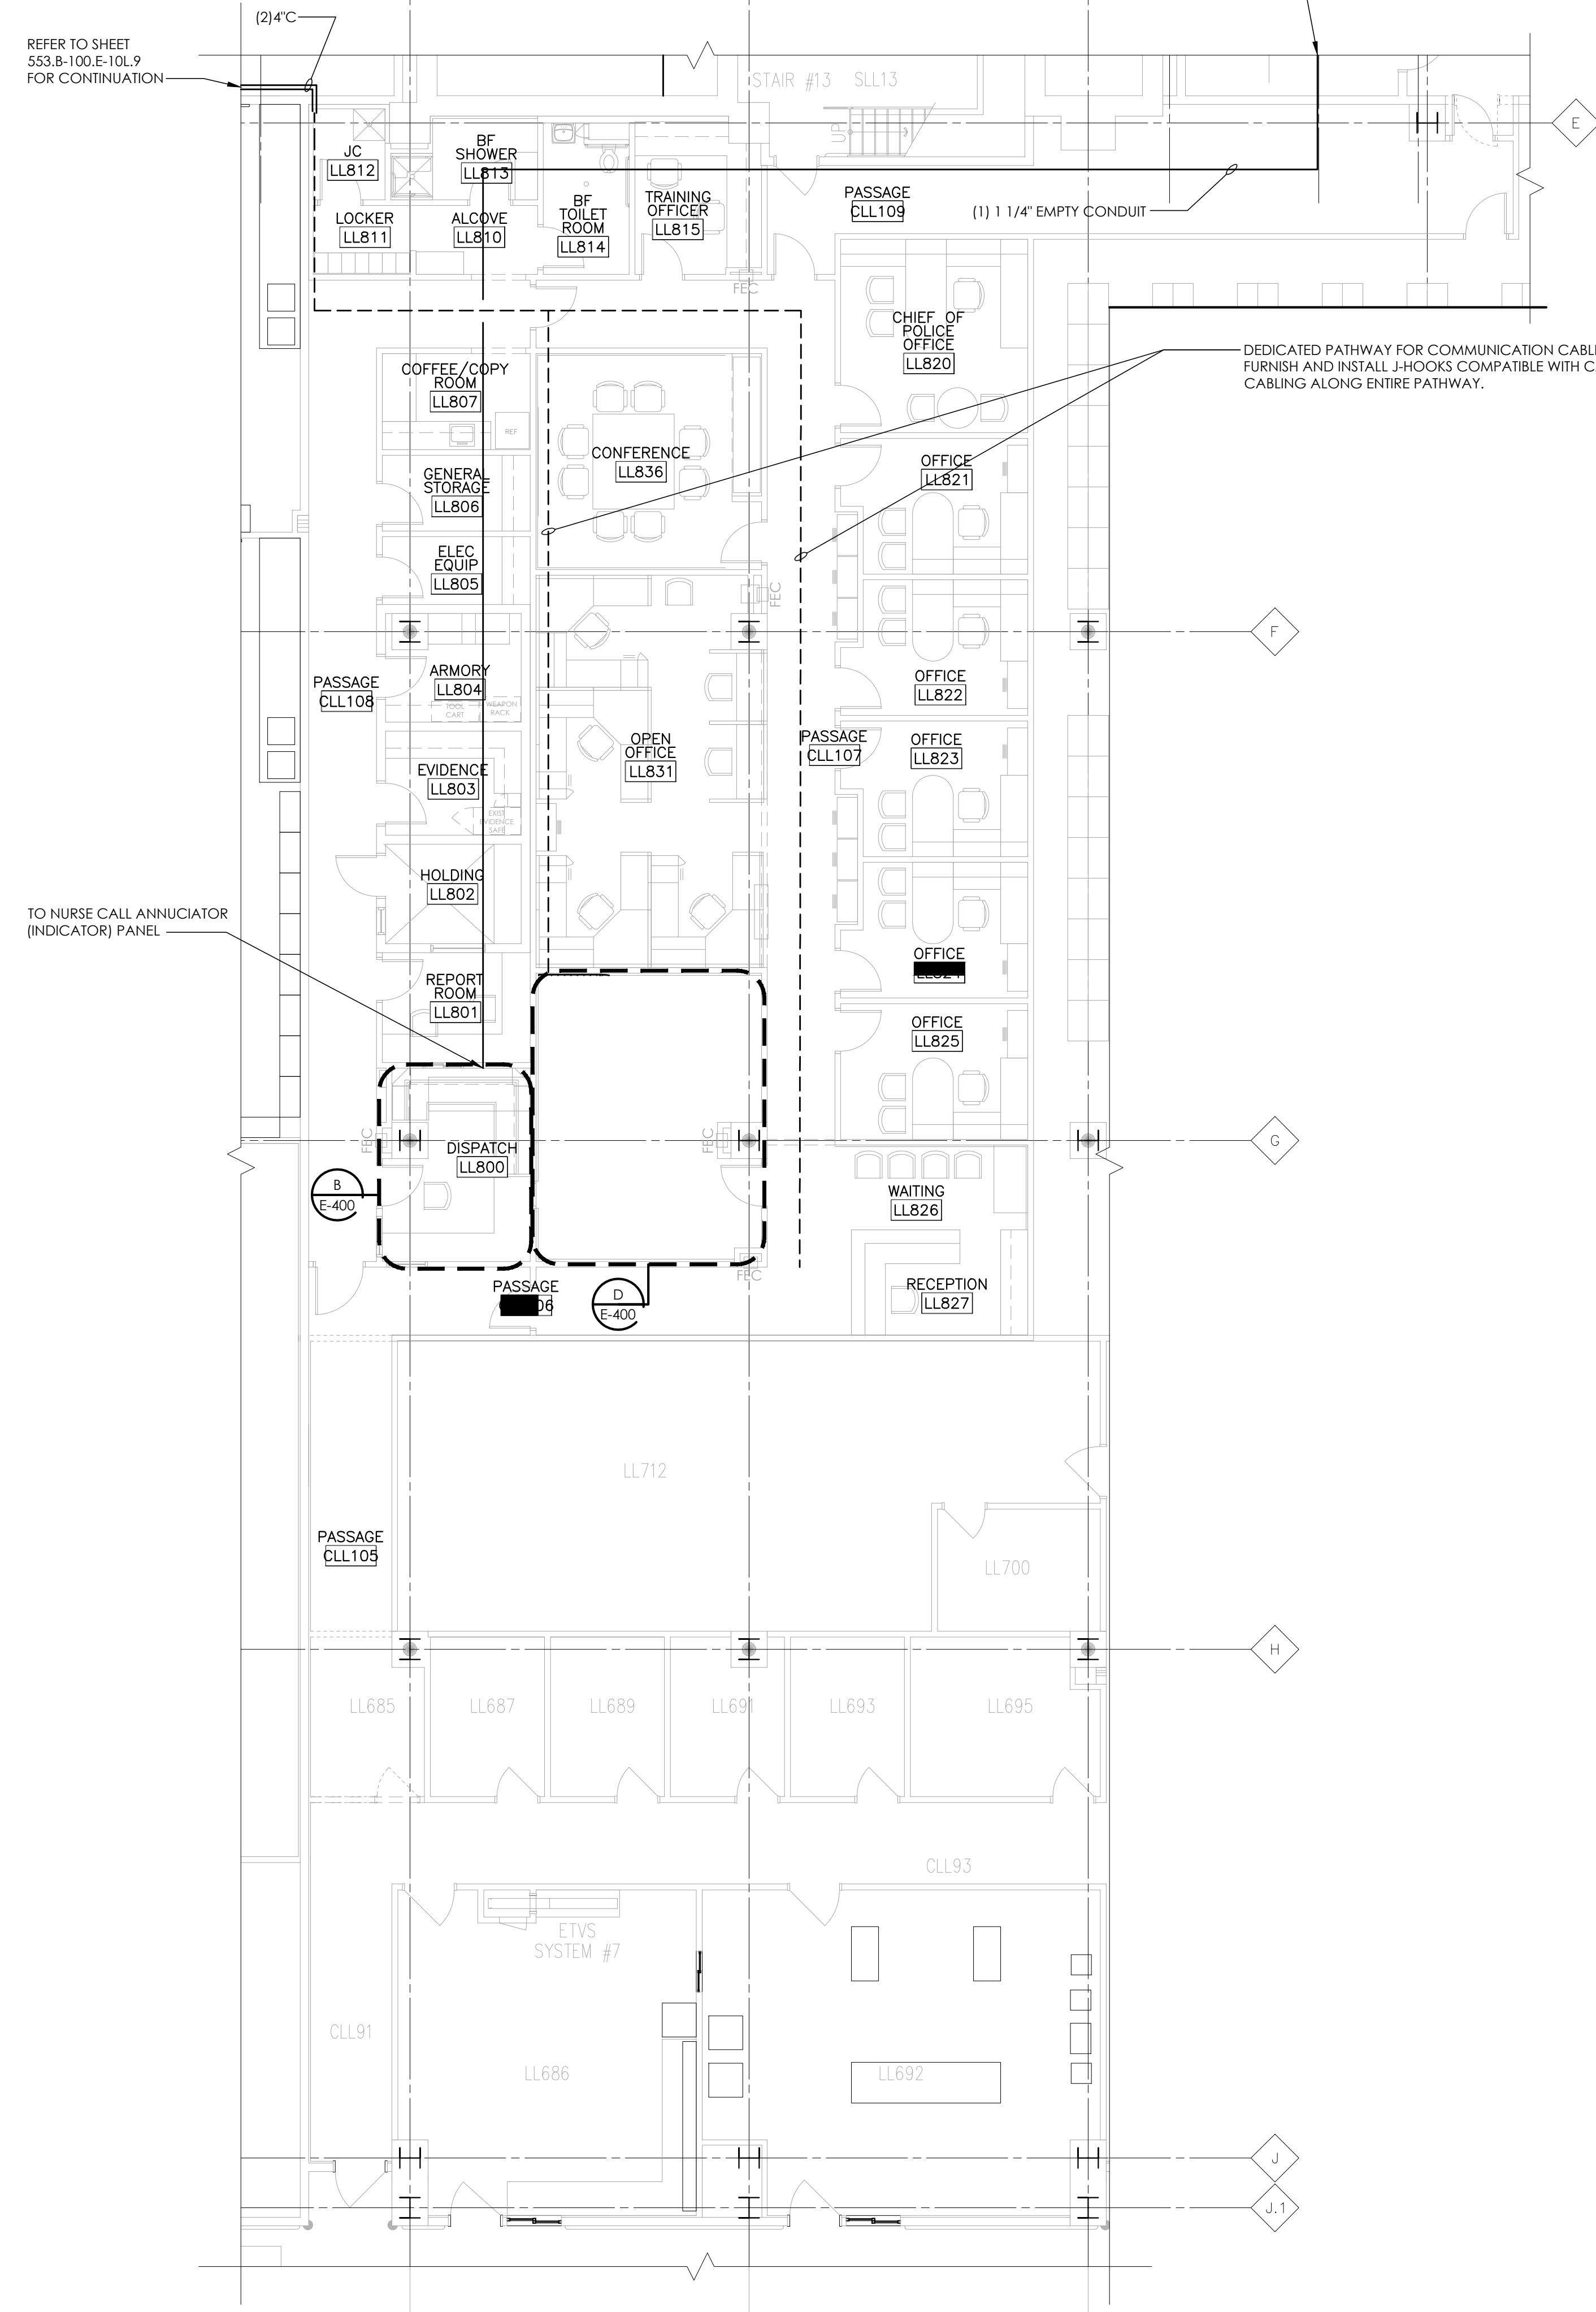 (2)4"C
REFER TO SHEET
553.B-100.E-10L.9
FOR CONTINUATION
STAIR #13 SLL13
UP
E
JC
LL812
BF
SHOWER
LL813
LOCKER
LL811
ALCOVE
LL810
BF
TOILET
ROOM
LL814
TRAINING
OFFICER
LL815
PASSAGE
CLL109
(1) 1 1/4" EMPTY CONDUIT
FEC
CHIEF OF
POLICE
OFFICE
LL820
DEDICATED PATHWAY FOR COMMUNICATION
FURNISH AND INSTALL J-HOOKS COMPATIBLE WITH
CABLING ALONG ENTIRE PATHWAY.
COFFEE/COPY
ROOM
LL807
REF
CONFERENCE
LL836
OFFICE
LL821
GENERAL
STORAGE
LL806
ELEC
EQUIP
LL805
FEC
F
ARMORY
LL804
TOOL
CART
WEAPON
RACK
PASSAGE
CLL108
OFFICE
LL822
OPEN
OFFICE
LL831
PASSAGE
CLL107
OFFICE
LL823
EVIDENCE
LL803
EXIST
EVIDENCE
SAFE
HOLDING
LL802
TO NURSE CALL ANNUCIATOR
(INDICATOR) PANEL
OFFICE
REPORT
ROOM
LL801
OFFICE
LL825
FEC
FEC
G
DISPATCH
LL800
B
E-400
WAITING
LL826
FEC
PASSAGE
06
D
E-400
RECEPTION
LL827
LL712
PASSAGE
CLL105
LL700
H
LL685
LL687
LL689
LL691
LL693
LL695
CLL93
ETVS
SYSTEM #7
CLL91
LL686
LL692
J
J.1